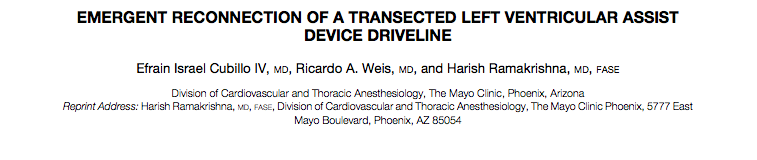 EMERGENT RECONNECTION OF A TRANSECTED LEFT VENTRICULAR ASSIST
DEVICE DRIVELINE
Efrain Israel Cubillo IV, MD, Ricardo A. Weis, MD, and Harish Ramakrishna, MD, FASE
Division of Cardiovascular and Thoracic Anesthesiology, The Mayo Clinic, Phoenix, Arizona
Reprint Address: Harish Ramakrishna, MD, FASE, Division of Cardiovascular and Thoracic Anesthesiology, The Mayo Clinic Phoenix, 5777 East
Mayo Boulevard, Phoenix, AZ 85054